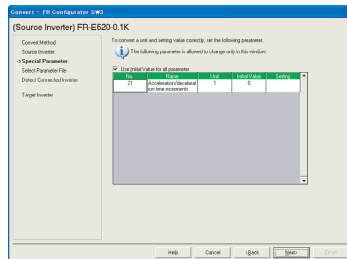 Convert - FR Configurator SW3
(Source Inverter) FR-E520-0.1K
Convert Method
Source Inverter
-> Special Parameter
Select Parameter File
Detect Connected Inverter
Target Inverter
To convert a unit and setting value correctly, set the following parameter.
The following parameter is allowed to change only in this window.
Use Initial Value for all parameter
No. Name Unit Initial Value Setting
21 Acceleration/decelerat 1 0
ion time increments
Help Cancel <Back Next>